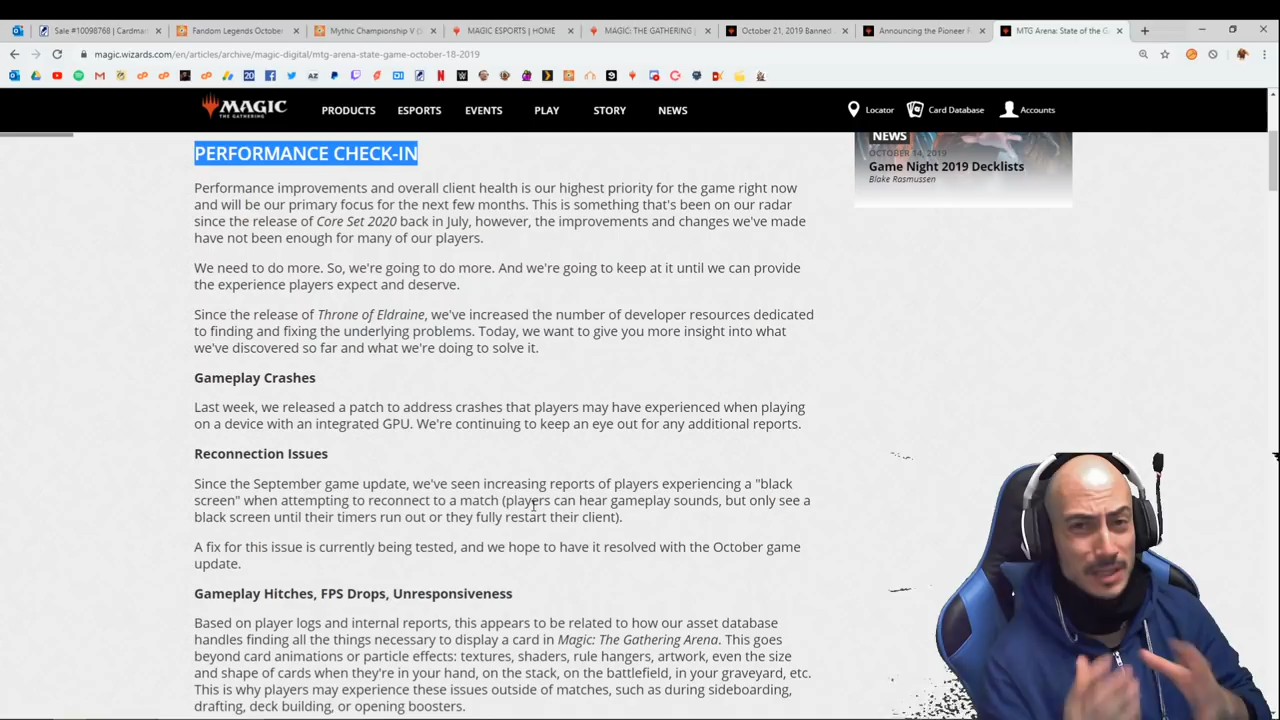 Sale #10098768 | Cardmar
Fandom Legends October
Mythic Championship V (
MAGIC ESPORTS | HOME
MAGIC: THE GATHERING |
October 21, 2019 Banned
Announcing the Pioneer F
MTG Arena: State of the G
magic.wizards.com/en/articles/archive/magic-digital/mtg-arena-state-game-october-18-2019
MAGIC
THE GATHERING
PRODUCTS
ESPORTS
EVENTS
PLAY
STORY
NEWS
Locator
Card Database
Accounts
NEWS
OCTOBER 14, 2019
Game Night 2019 Decklists
Blake Rasmussen
PERFORMANCE CHECK-IN
Performance improvements and overall client health is our highest priority for the game right now
and will be our primary focus for the next few months. This is something that's been on our radar
since the release of Core Set 2020 back in July, however, the improvements and changes we've made
have not been enough for many of our players.
We need to do more. So, we're going to do more. And we're going to keep at it until we can provide
the experience players expect and deserve.
Since the release of Throne of Eldraine, we've increased the number of developer resources dedicated
to finding and fixing the underlying problems. Today, we want to give you more insight into what
we've discovered so far and what we're doing to solve it.
Gameplay Crashes
Last week, we released a patch to address crashes that players may have experienced when playing
on a device with an integrated GPU. We're continuing to keep an eye out for any additional reports.
Reconnection Issues
Since the September game update, we've seen increasing reports of players experiencing a "black
screen" when attempting to reconnect to a match (players can hear gameplay sounds, but only see a
black screen until their timers run out or they fully restart their client).
A fix for this issue is currently being tested, and we hope to have it resolved with the October game
update.
Gameplay Hitches, FPS Drops, Unresponsiveness
Based on player logs and internal reports, this appears to be related to how our asset database
handles finding all the things necessary to display a card in Magic: The Gathering Arena. This goes
beyond card animations or particle effects: textures, shaders, rule hangers, artwork, even the size
and shape of cards when they're in your hand, on the stack, on the battlefield, in your graveyard, etc.
This is why players may experience these issues outside of matches, such as during sideboarding,
drafting, deck building, or opening boosters.